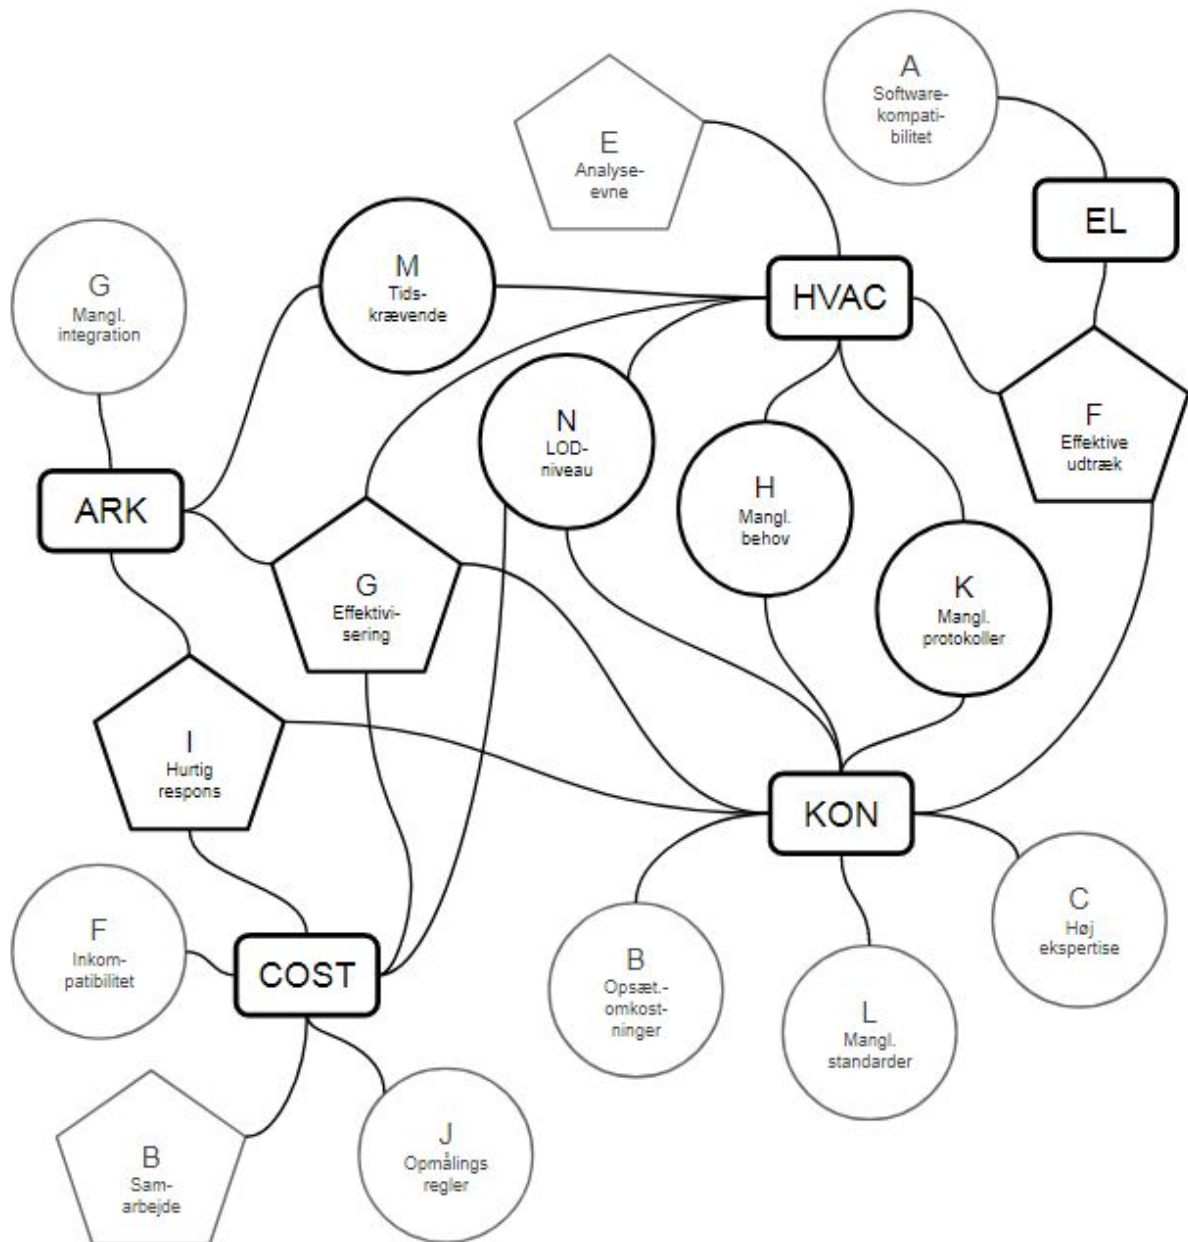 A
Software-
kompati-
bilitet
E
Analyse-
evne
EL
G
Mangl.
integration
M
Tids-
krævende
HVAC
N
LOD-
niveau
F
Effektive
udtræk
H
Mangl.
behov
ARK
G
Effektivi-
sering
K
Mangl.
protokoller
I
Hurtig
respons
KON
F
Inkom-
patibilitet
COST
B
Opsæt.-
omkost-
ninger
L
Mangl.
standarder
C
Høj
ekspertise
B
Sam-
arbejde
J
Opmålings
regler